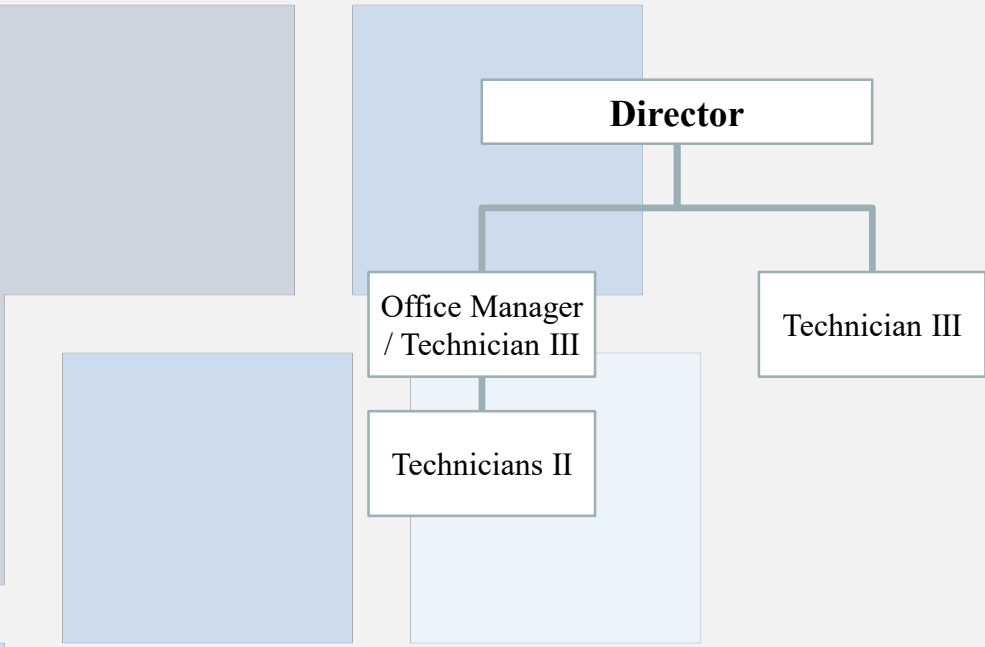 Director
Office Manager
/ Technician III
Technician III
Technicians II